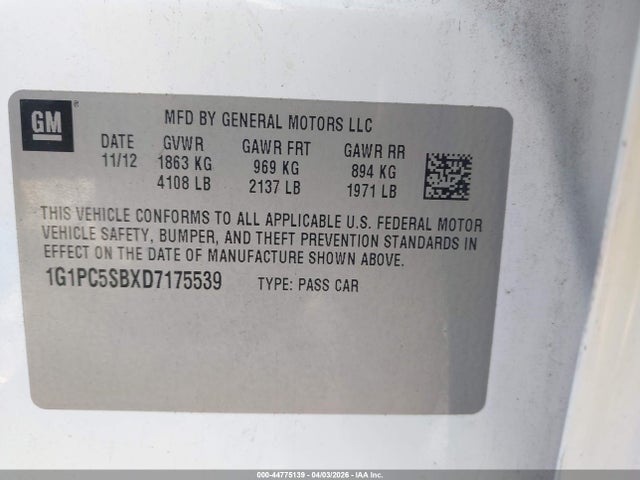 GM
MFD BY GENERAL MOTORS LLC
DATE GVWR GAWR FRT GAWR RR
11/12 1863 KG 969 KG 894 KG
4108 LB 2137 LB 1971 LB
THIS VEHICLE CONFORMS TO ALL APPLICABLE U.S. FEDERAL MOTOR
VEHICLE SAFETY, BUMPER, AND THEFT PREVENTION STANDARDS IN
EFFECT ON THE DATE OF MANUFACTURE SHOWN ABOVE.
1G1PC5SBXD7175539 TYPE: PASS CAR
000-44775139 - 04/03/2026 - IAA Inc.